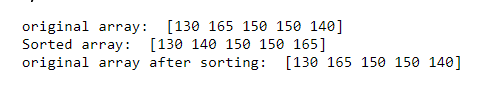 original array:  [130 165 150 150 140]
Sorted array:  [130 140 150 150 165]
original array after sorting:  [130 165 150 150 140]